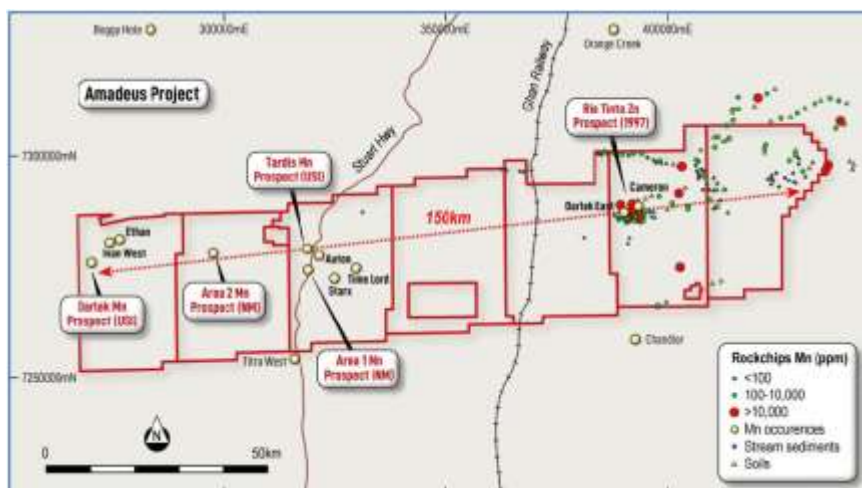 300000mE
350000mE
400000mE
Boggy Hole
Orange Creek
Amadeus Project
Stuart Hwy
Ghan Railway
Rio Tinto Zn
Prospect (1997)
7300000mN
Tardis Mn
Prospect (USI)
Cameron
Dartek East
150km
Ethan
Ivan West
Auton
Time Lord
Starx
Dartek Mn
Prospect (USI)
Area 2 Mn
Prospect (NM)
Area 1 Mn
Prospect (NM)
Titra West
Chandler
7250000mN
Rockchips Mn (ppm)
<100
100-10,000
>10,000
Mn occurences
Stream sediments
Soils
N
0
50km